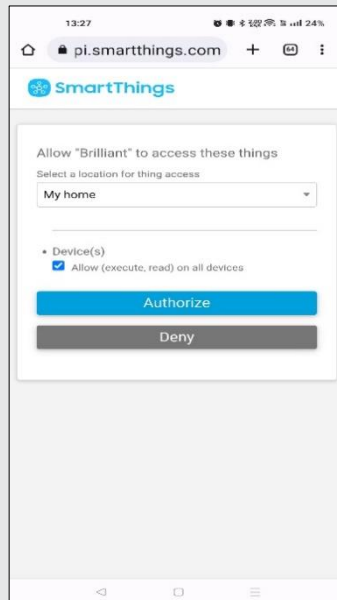 13:27
24%
pi.smartthings.com
64
SmartThings
Allow "Brilliant" to access these things
Select a location for thing access
My home
• Device(s)
Allow (execute, read) on all devices
Authorize
Deny